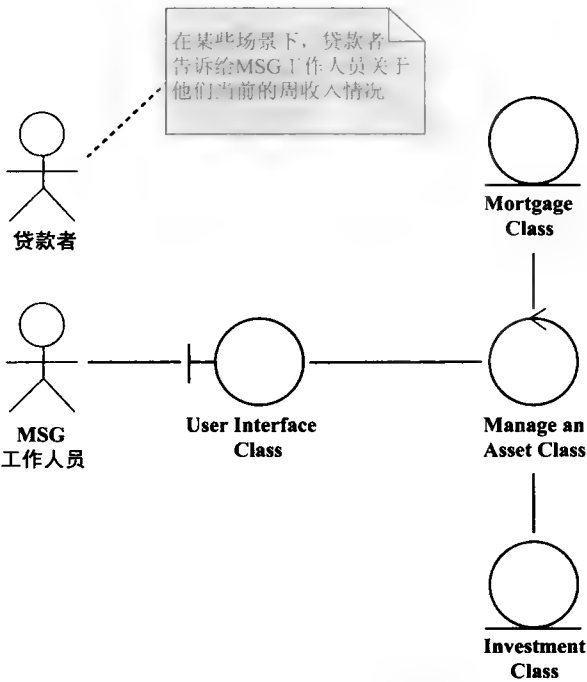 在某些场景下，贷款者
告诉给MSG工作人员关于
他们当前的周收入情况
贷款者
Mortgage
Class
MSG
工作人员
User Interface
Class
Manage an
Asset Class
Investment
Class